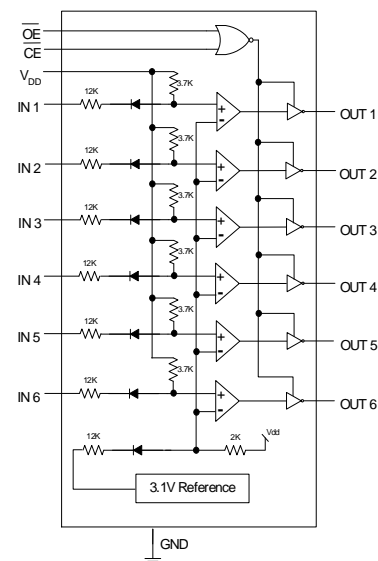 OE
CE
VDD
3.7K
12K
IN 1
OUT 1
3.7K
12K
IN 2
OUT 2
3.7K
12K
IN 3
OUT 3
3.7K
12K
IN 4
OUT 4
3.7K
12K
IN 5
OUT 5
3.7K
12K
IN 6
OUT 6
12K
2K
Vdd
3.1V Reference
GND